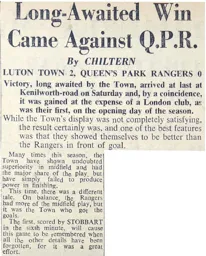 Long-Awaited Win
Came Against Q.P.R.
By CHILTERN
LUTON TOWN 2, QUEEN'S PARK RANGERS 0
Victory, long awaited by the Town, arrived at last at
Kenilworth-road on Saturday and, by a coincidence,
it was gained at the expense of a London club, as
was their first, on the opening day of the season.
While the Town's display was not completely satisfying,
the result certainly was, and one of the best features
was that they showed themselves to be better than
the Rangers in front of goal.
Many times this season, the
Town have shown undoubted
superiority in midfield and had
the major share of the play, but
have simply failed to produce
power in finishing.
This time, there was a different
tale. On balance, the Rangers
had more of the midfield play, but
it was the Town who got the
goals.
The first, scored by STOBBART
in the sixth minute, will cause
this game to be remembered when
all the other details have been
forgotten, for it was a great
effort.